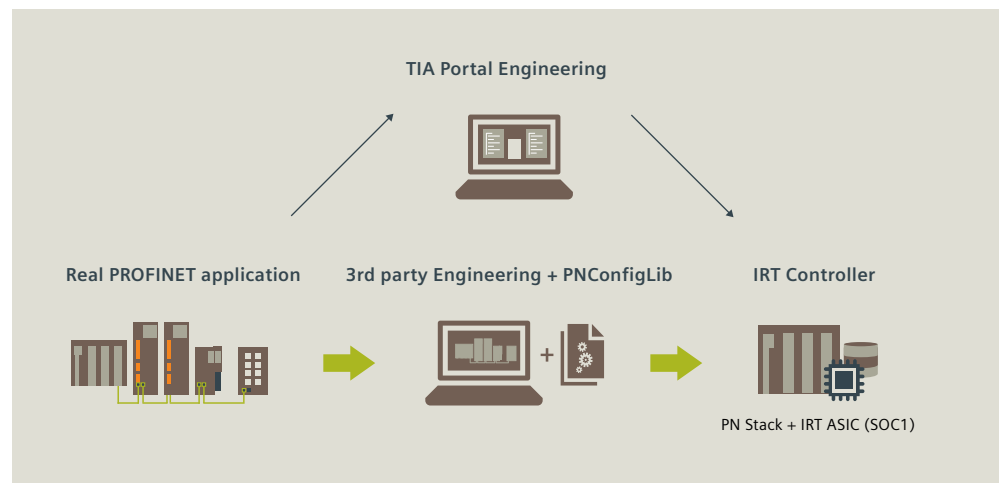 TIA Portal Engineering
Real PROFINET application
3rd party Engineering + PNConfigLib
IRT Controller
+
PN Stack + IRT ASIC (SOC1)